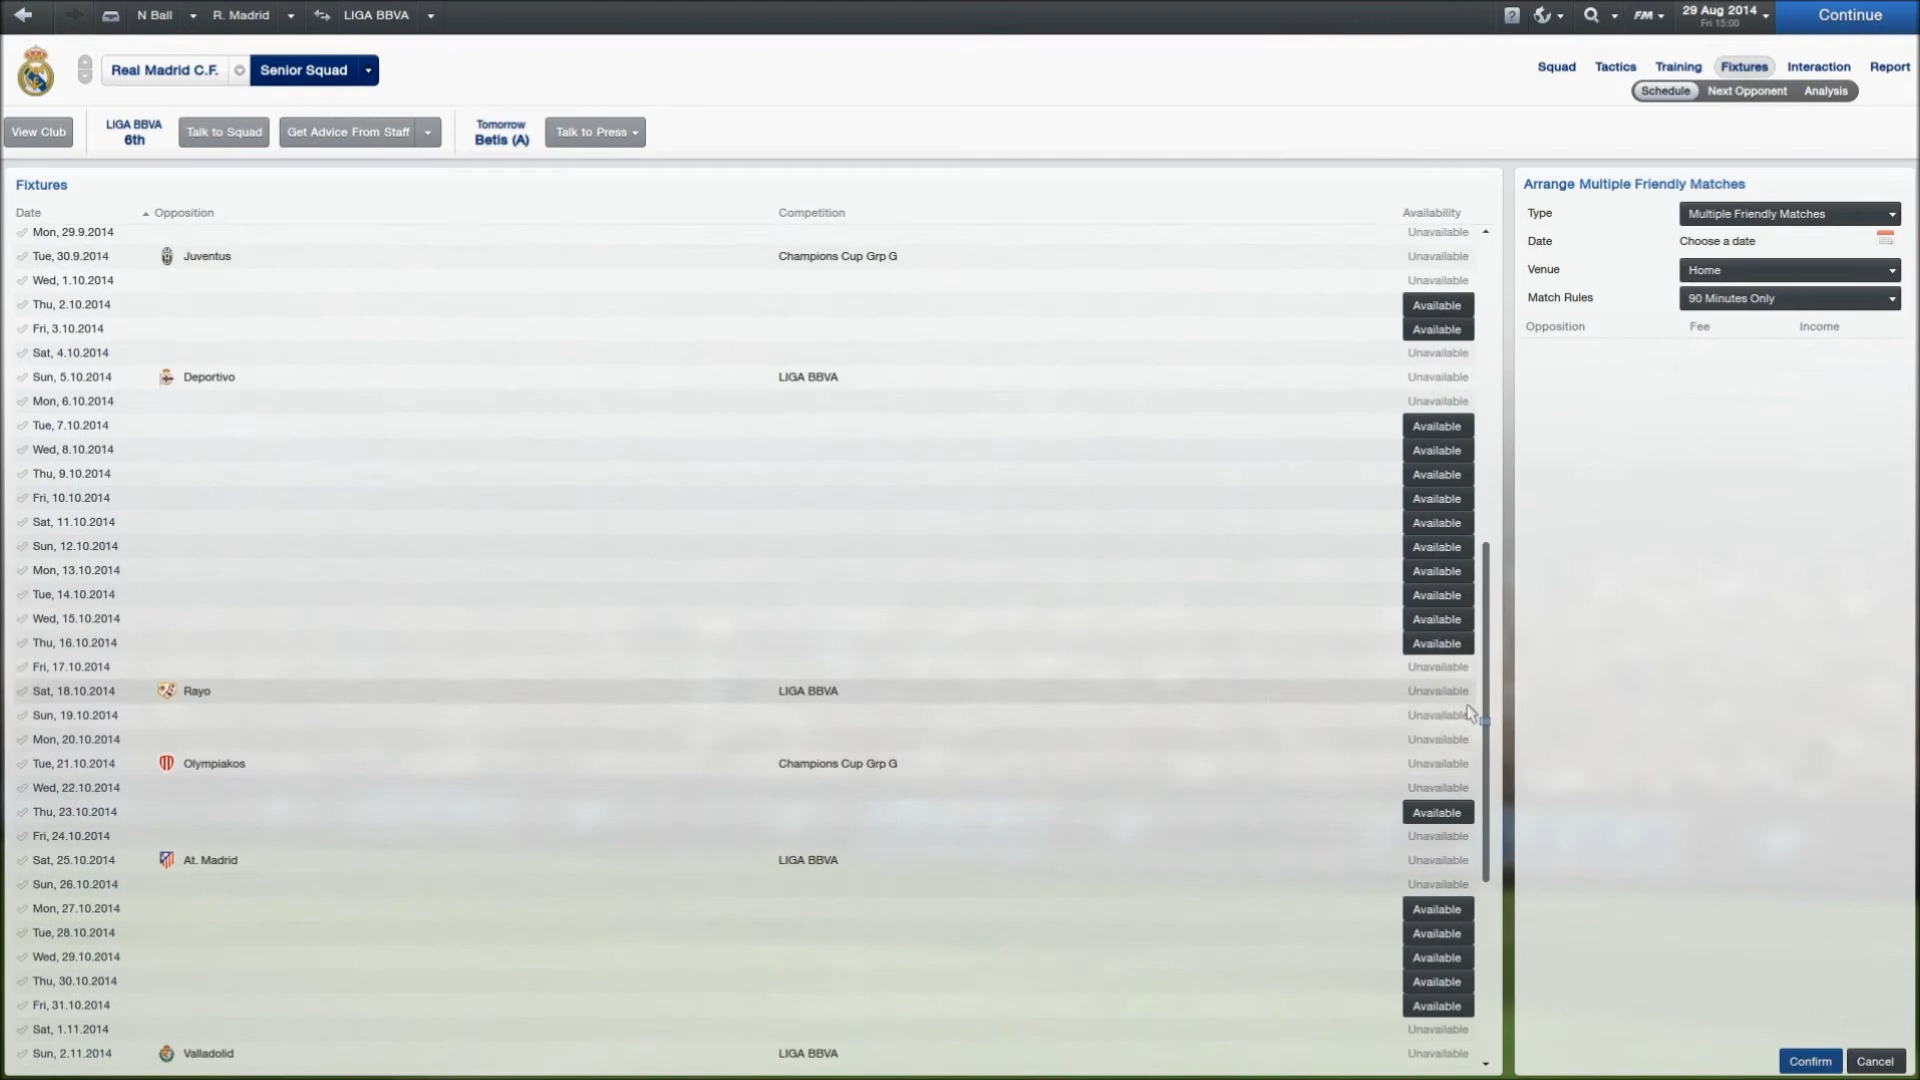 N Ball R. Madrid LIGA BBVA FM 29 Aug 2014 Fri 15:00 Continue
Real Madrid C.F. Senior Squad Squad Tactics Training Fixtures Interaction Report
Schedule Next Opponent Analysis
View Club LIGA BBVA 6th Talk to Squad Get Advice From Staff Tomorrow Betis (A) Talk to Press
Fixtures
Date Opposition Competition Availability
Mon, 29.9.2014 Unavailable
Tue, 30.9.2014 Juventus Champions Cup Grp G Unavailable
Wed, 1.10.2014 Unavailable
Thu, 2.10.2014 Available
Fri, 3.10.2014 Available
Sat, 4.10.2014 Unavailable
Sun, 5.10.2014 Deportivo LIGA BBVA Unavailable
Mon, 6.10.2014 Unavailable
Tue, 7.10.2014 Available
Wed, 8.10.2014 Available
Thu, 9.10.2014 Available
Fri, 10.10.2014 Available
Sat, 11.10.2014 Available
Sun, 12.10.2014 Available
Mon, 13.10.2014 Available
Tue, 14.10.2014 Available
Wed, 15.10.2014 Available
Thu, 16.10.2014 Available
Fri, 17.10.2014 Unavailable
Sat, 18.10.2014 Rayo LIGA BBVA Unavailable
Sun, 19.10.2014 Unavailable
Mon, 20.10.2014 Unavailable
Tue, 21.10.2014 Olympiakos Champions Cup Grp G Unavailable
Wed, 22.10.2014 Unavailable
Thu, 23.10.2014 Available
Fri, 24.10.2014 Unavailable
Sat, 25.10.2014 At. Madrid LIGA BBVA Unavailable
Sun, 26.10.2014 Unavailable
Mon, 27.10.2014 Available
Tue, 28.10.2014 Available
Wed, 29.10.2014 Available
Thu, 30.10.2014 Available
Fri, 31.10.2014 Available
Sat, 1.11.2014 Unavailable
Sun, 2.11.2014 Valladolid LIGA BBVA Unavailable
Arrange Multiple Friendly Matches
Type Multiple Friendly Matches
Date Choose a date
Venue Home
Match Rules 90 Minutes Only
Opposition Fee Income
Confirm Cancel